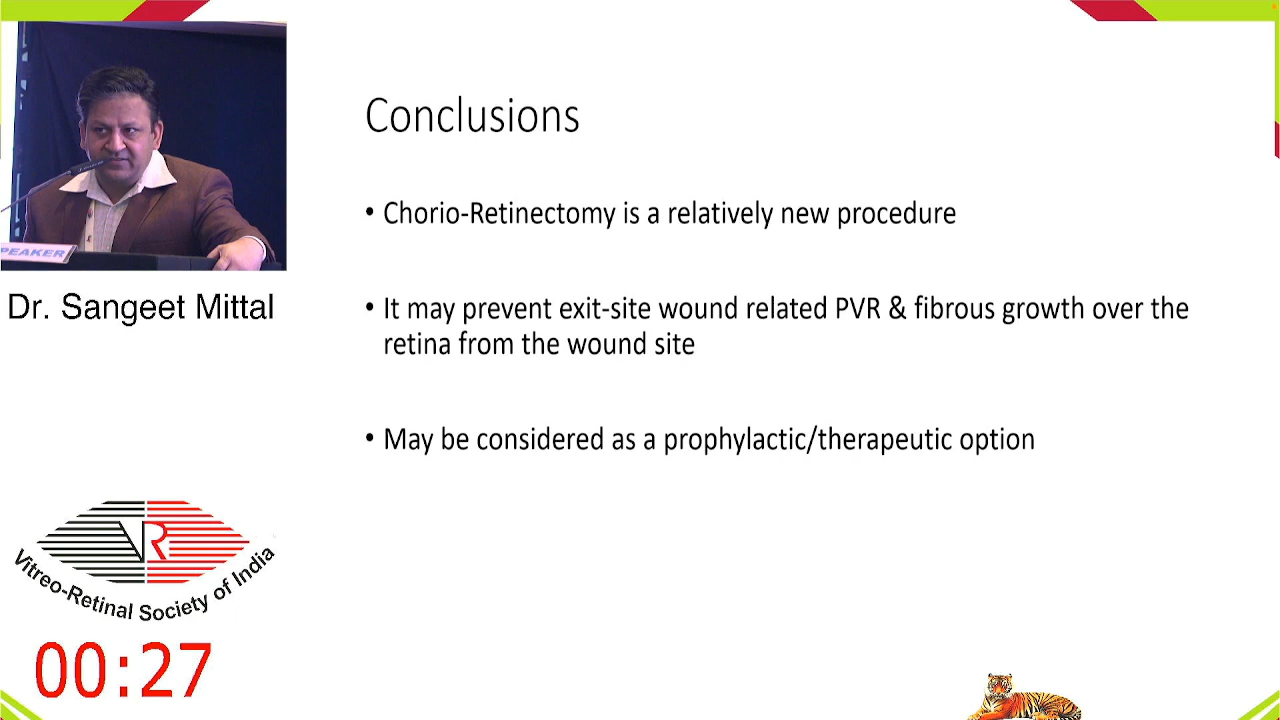 Conclusions
• Chorio-Retinectomy is a relatively new procedure
• It may prevent exit-site wound related PVR & fibrous growth over the
retina from the wound site
• May be considered as a prophylactic/therapeutic option
PEAKER
Dr. Sangeet Mittal
VR
Vitreo-Retinal Society of India
00:27